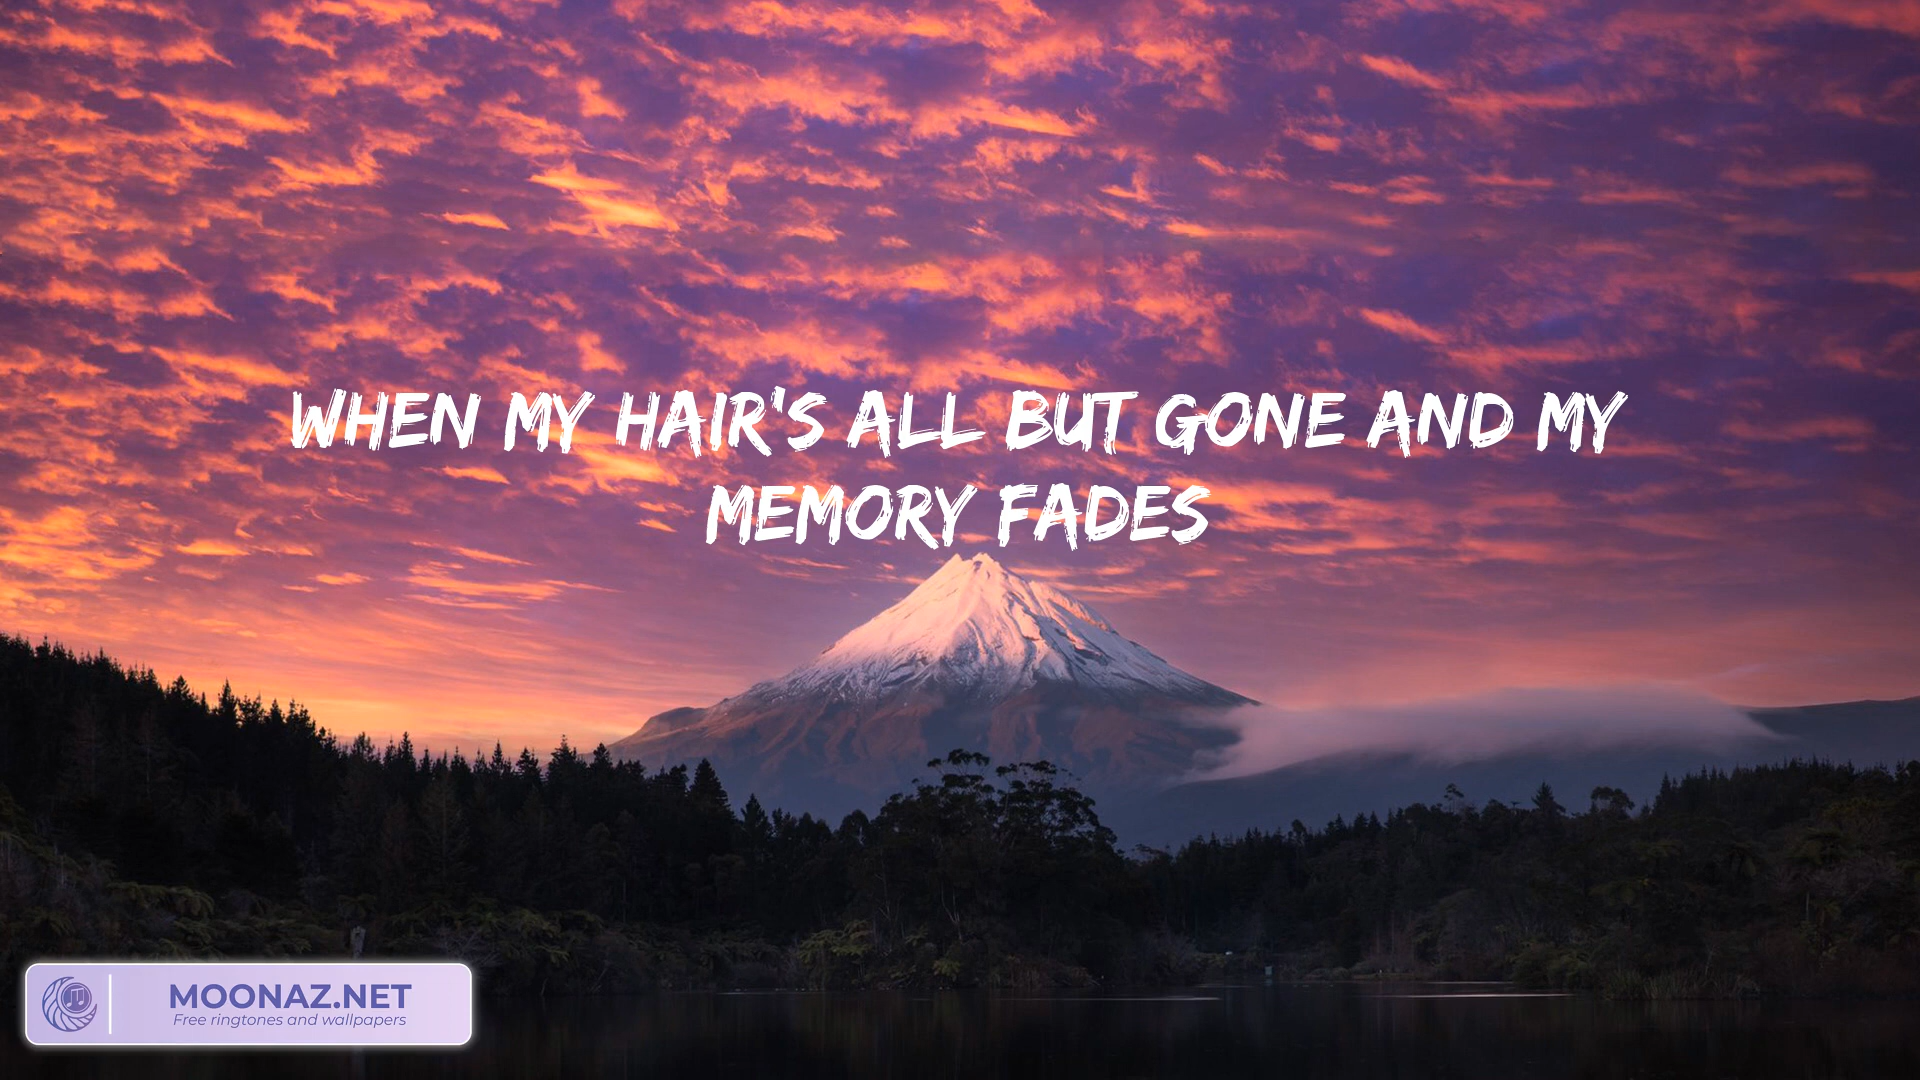 WHEN MY HAIR'S ALL BUT GONE AND MY
MEMORY FADES
MOONAZ.NET
Free ringtones and wallpapers